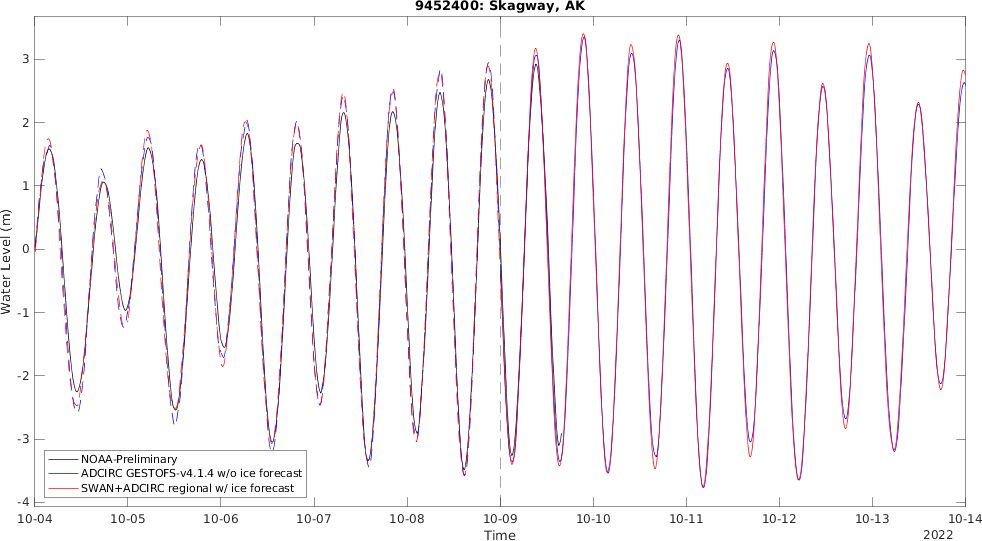 9452400: Skagway, AK
Water Level (m)
3
2
1
0
-1
-2
-3
-4
NOAA-Preliminary
ADCIRC GESTOFS-v4.1.4 w/o ice forecast
SWAN+ADCIRC regional w/ ice forecast
10-04 10-05 10-06 10-07 10-08 10-09 10-10 10-11 10-12 10-13 10-14
Time
2022